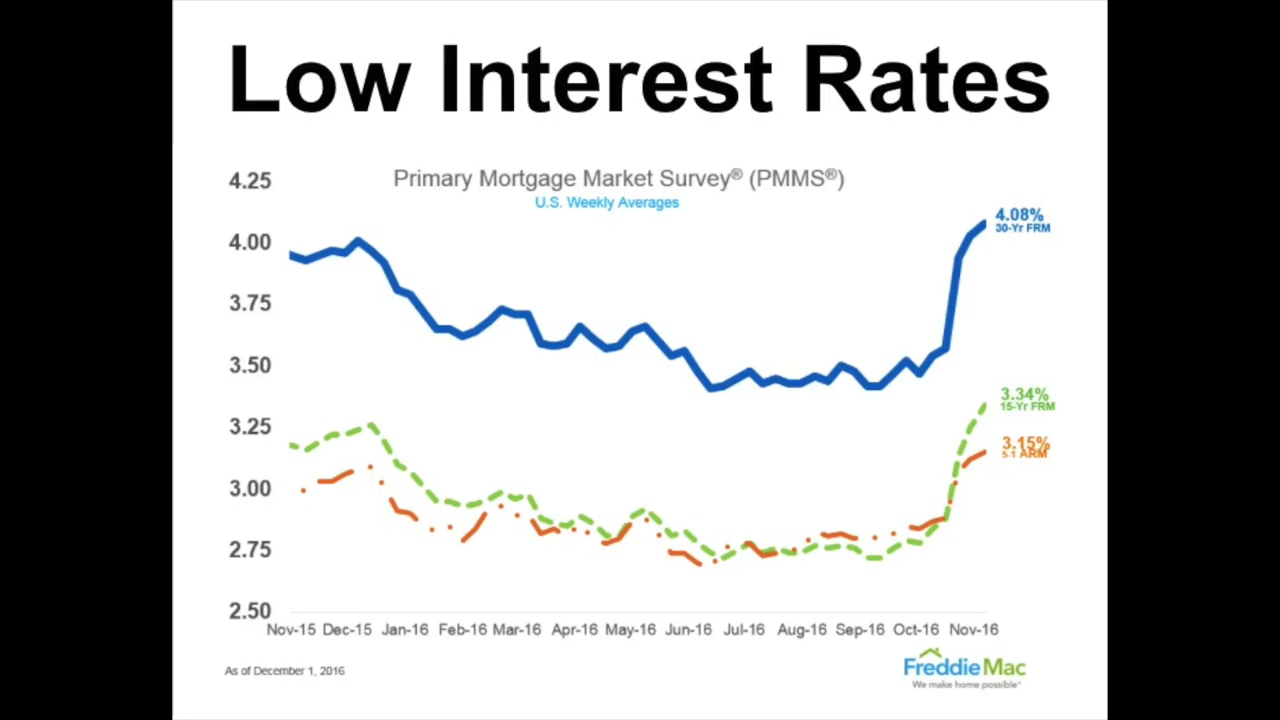 Low Interest Rates
Primary Mortgage Market Survey® (PMMS®)
U.S. Weekly Averages
4.25
4.00
3.75
3.50
3.25
3.00
2.75
2.50
4.08%
30-Yr FRM
3.34%
15-Yr FRM
3.15%
5-1 ARM
Nov-15 Dec-15 Jan-16 Feb-16 Mar-16 Apr-16 May-16 Jun-16 Jul-16 Aug-16 Sep-16 Oct-16 Nov-16
As of December 1, 2016
FreddieMac
We make home possible®